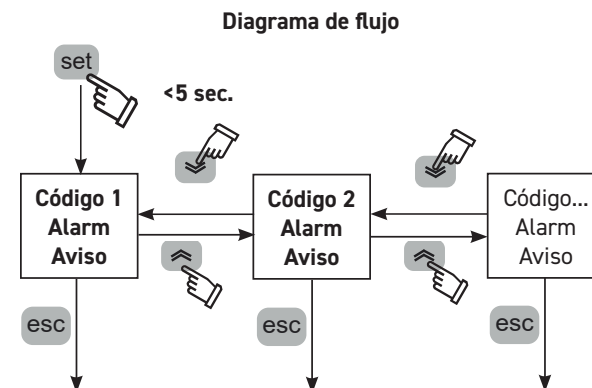 Diagrama de flujo
set
<5 sec.
Código 1
Alarm
Aviso
Código 2
Alarm
Aviso
Código...
Alarm
Aviso
esc
esc
esc